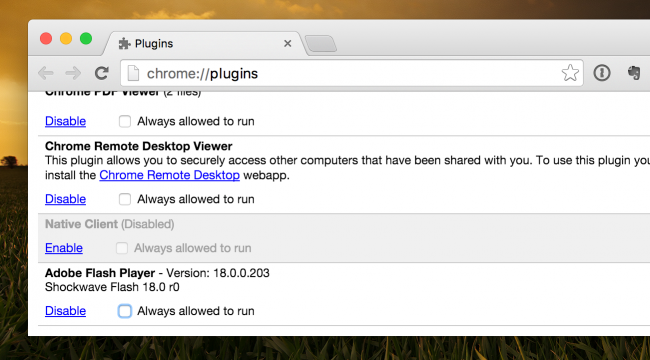 Plugins
chrome://plugins
Chrome PDF Viewer (2 files)
Disable Always allowed to run
Chrome Remote Desktop Viewer
This plugin allows you to securely access other computers that have been shared with you. To use this plugin you
install the Chrome Remote Desktop webapp.
Disable Always allowed to run
Native Client (Disabled)
Enable Always allowed to run
Adobe Flash Player - Version: 18.0.0.203
Shockwave Flash 18.0 r0
Disable Always allowed to run